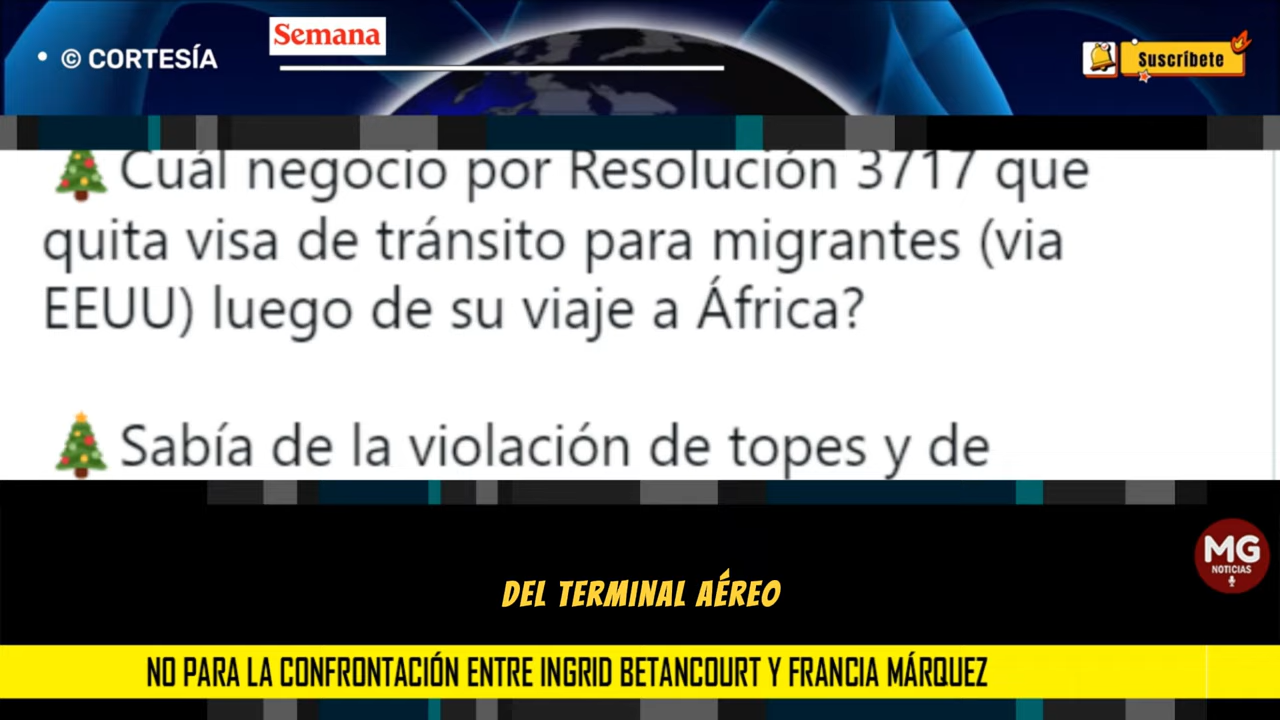 © CORTESÍA
Semana
Suscríbete
Cuál negocio por Resolución 3717 que
quita visa de tránsito para migrantes (via
EEUU) luego de su viaje a África?
Sabía de la violación de topes y de
MG
NOTICIAS
DEL TERMINAL AÉREO
NO PARA LA CONFRONTACIÓN ENTRE INGRID BETANCOURT Y FRANCIA MÁRQUEZ